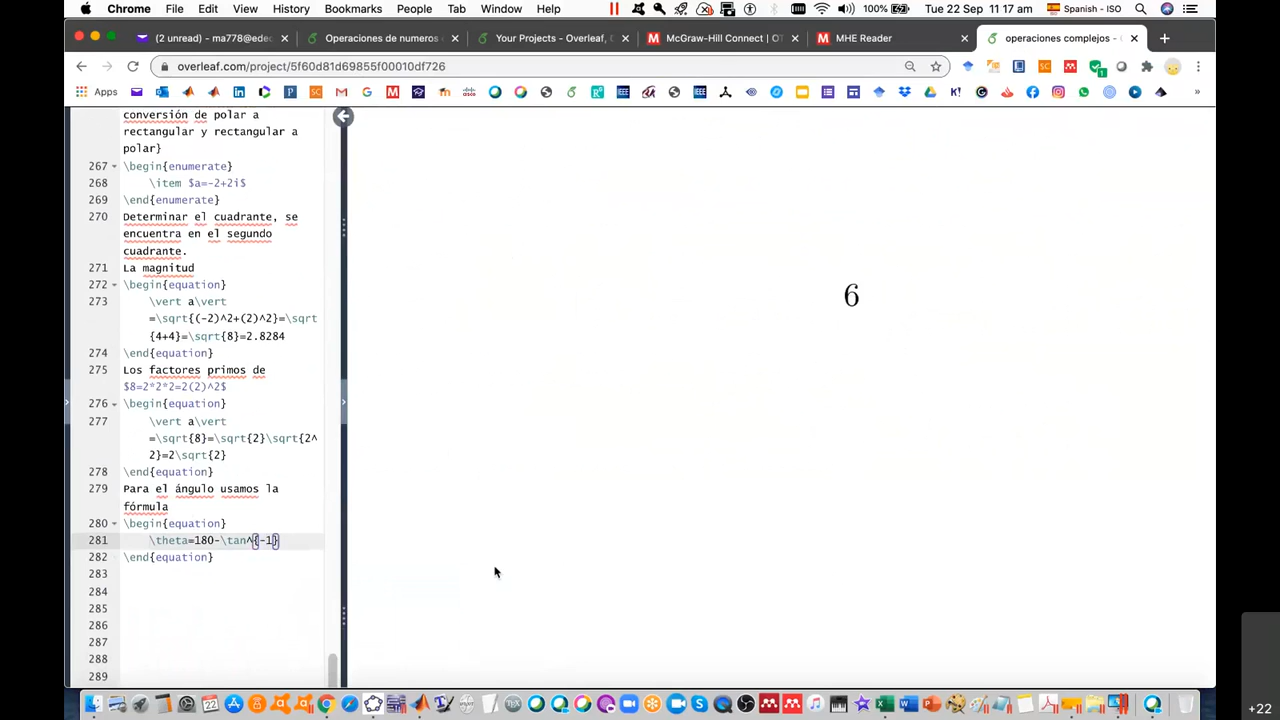 Chrome File Edit View History Bookmarks People Tab Window Help 100% Tue 22 Sep 11:17 am Spanish - ISO
(2 unread) - ma778@ede Operaciones de numeros Your Projects - Overleaf, McGraw-Hill Connect | OT MHE Reader operaciones complejos -
overleaf.com/project/5f60d81d69855f00010df726
Apps
conversión de polar a
rectangular y rectangular a
polar}
267 \begin{enumerate}
268 \item $a=-2+2i$
269 \end{enumerate}
270 Determinar el cuadrante, se
encuentra en el segundo
cuadrante.
271 La magnitud
272 \begin{equation}
273 \vert a\vert
=\sqrt{(-2)^2+(2)^2}=\sqrt
{4+4}=\sqrt{8}=2.8284
274 \end{equation}
275 Los factores primos de
$8=2*2*2=2(2)^2$
276 \begin{equation}
277 \vert a\vert
=\sqrt{8}=\sqrt{2}\sqrt{2^
2}=2\sqrt{2}
278 \end{equation}
279 Para el ángulo usamos la
fórmula
280 \begin{equation}
281 \theta=180-\tan^{-1}
282 \end{equation}
283
284
285
286
287
288
289
6
+22